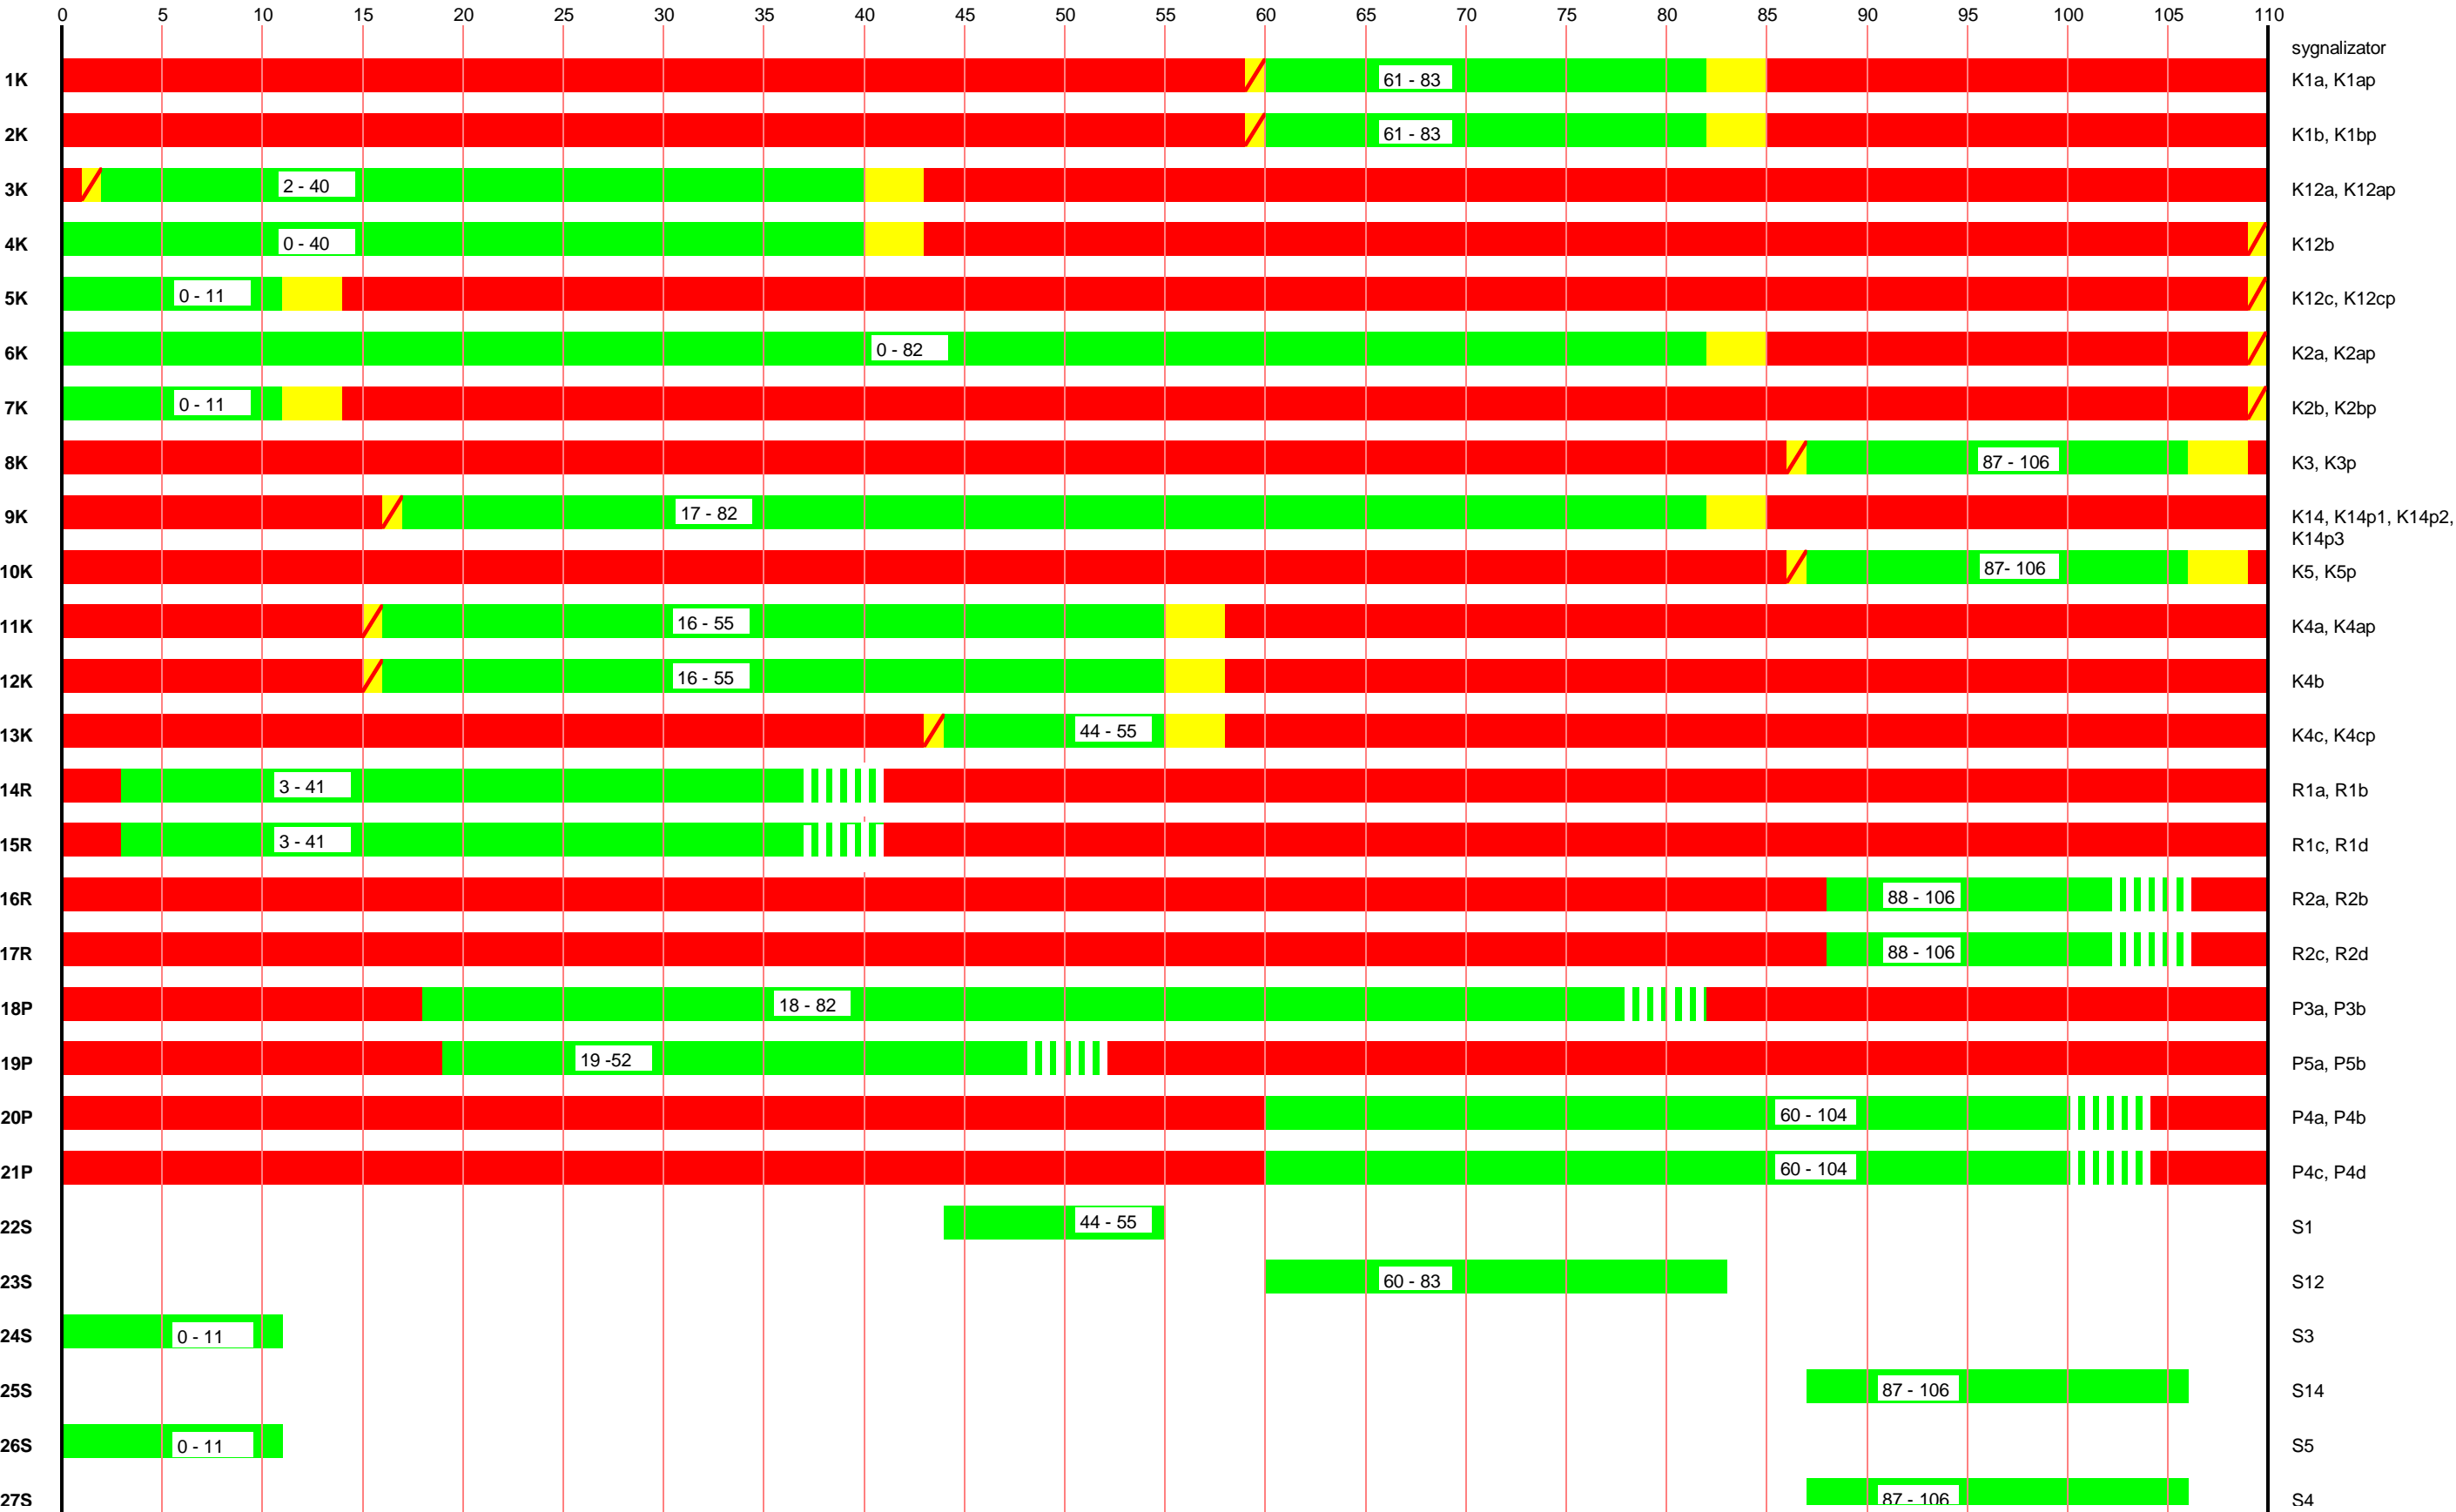 0 5 10 15 20 25 30 35 40 45 50 55 60 65 70 75 80 85 90 95 100 105 110
sygnalizator
1K 61 - 83 K1a, K1ap
2K 61 - 83 K1b, K1bp
3K 2 - 40 K12a, K12ap
4K 0 - 40 K12b
5K 0 - 11 K12c, K12cp
6K 0 - 82 K2a, K2ap
7K 0 - 11 K2b, K2bp
8K 87 - 106 K3, K3p
9K 17 - 82 K14, K14p1, K14p2,
K14p3
10K 87- 106 K5, K5p
11K 16 - 55 K4a, K4ap
12K 16 - 55 K4b
13K 44 - 55 K4c, K4cp
14R 3 - 41 R1a, R1b
15R 3 - 41 R1c, R1d
16R 88 - 106 R2a, R2b
17R 88 - 106 R2c, R2d
18P 18 - 82 P3a, P3b
19P 19 -52 P5a, P5b
20P 60 - 104 P4a, P4b
21P 60 - 104 P4c, P4d
22S 44 - 55 S1
23S 60 - 83 S12
24S 0 - 11 S3
25S 87 - 106 S14
26S 0 - 11 S5
27S 87 - 106 S4